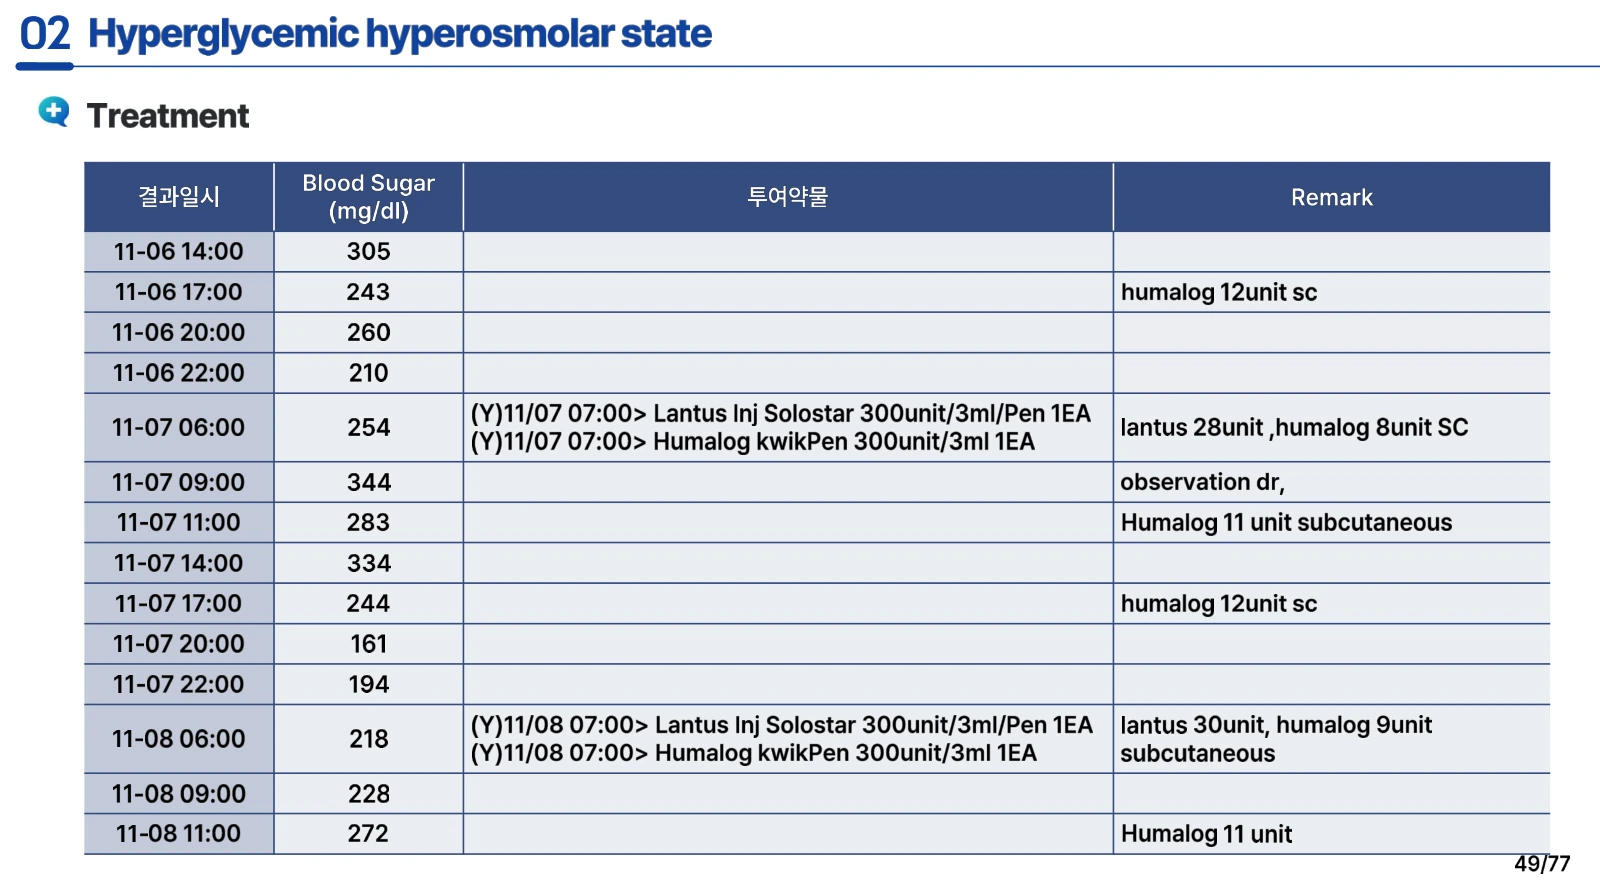 02 Hyperglycemic hyperosmolar state
Treatment
결과일시 Blood Sugar (mg/dl) 투여약물 Remark
11-06 14:00 305
11-06 17:00 243 humalog 12unit sc
11-06 20:00 260
11-06 22:00 210
11-07 06:00 254 (Y)11/07 07:00> Lantus Inj Solostar 300unit/3ml/Pen 1EA lantus 28unit ,humalog 8unit SC
(Y)11/07 07:00> Humalog kwikPen 300unit/3ml 1EA
11-07 09:00 344 observation dr,
11-07 11:00 283 Humalog 11 unit subcutaneous
11-07 14:00 334
11-07 17:00 244 humalog 12unit sc
11-07 20:00 161
11-07 22:00 194
11-08 06:00 218 (Y)11/08 07:00> Lantus Inj Solostar 300unit/3ml/Pen 1EA lantus 30unit, humalog 9unit
(Y)11/08 07:00> Humalog kwikPen 300unit/3ml 1EA subcutaneous
11-08 09:00 228
11-08 11:00 272 Humalog 11 unit
49/77